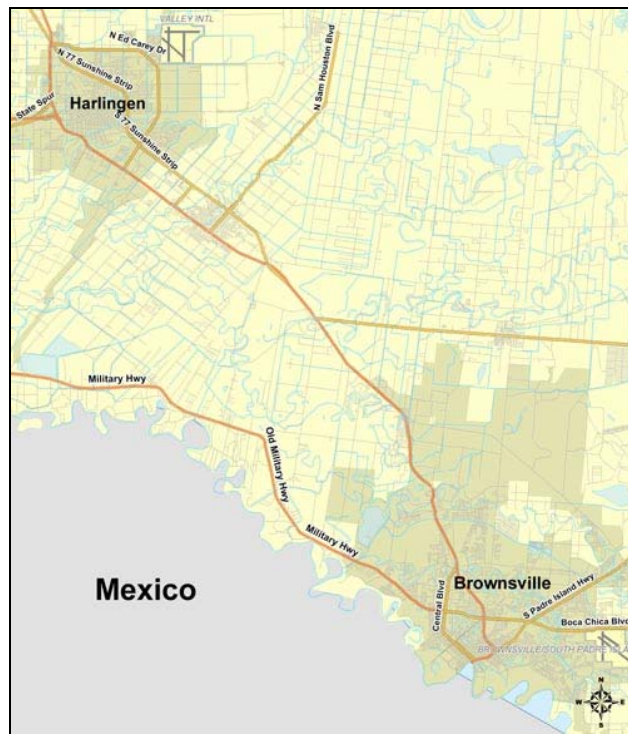 VALLEY INTL
N Ed Carey Dr
N 77 Sunshine Strip
N Sam Houston Blvd
Harlingen
State Spur
S 77 Sunshine Strip
Military Hwy
Old Military Hwy
Military Hwy
Mexico
Brownsville
Central Blvd
S Padre Island Hwy
Boca Chica Blvd
BROWNSVILLE/SOUTH PADRE ISLA
N
W E
S